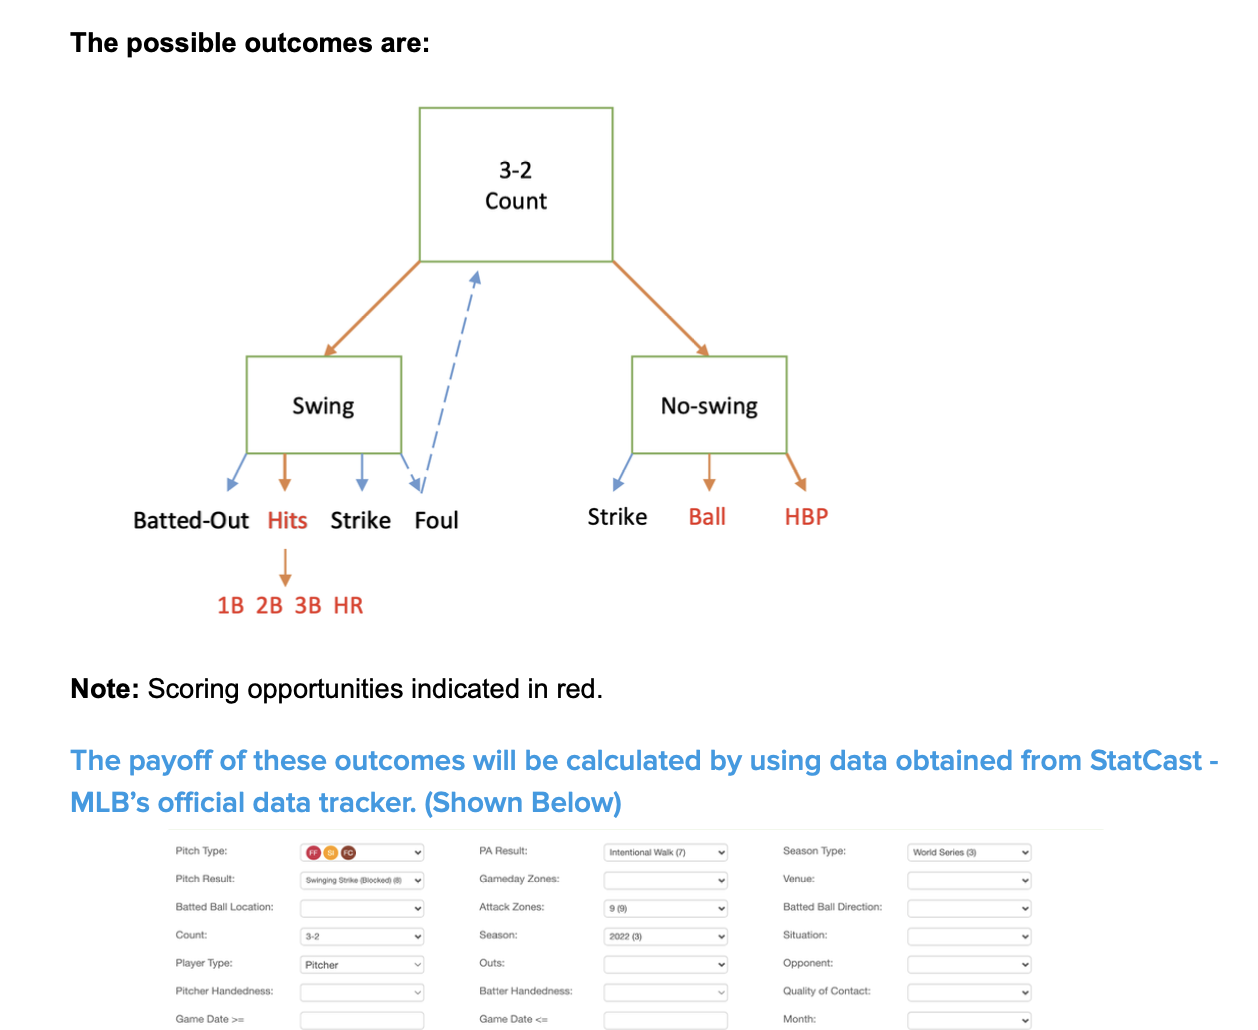 The possible outcomes are:
3-2
Count
Swing
No-swing
Batted-Out Hits Strike Foul
Strike Ball HBP
1B 2B 3B HR
Note: Scoring opportunities indicated in red.
The payoff of these outcomes will be calculated by using data obtained from StatCast -
MLB’s official data tracker. (Shown Below)
Pitch Type: FF SI FC PA Result: Intentional Walk (7) Season Type: World Series (3)
Pitch Result: Swinging Strike (Blocked) (8) Gameday Zones: Venue:
Batted Ball Location: Attack Zones: 9 (9) Batted Ball Direction:
Count: 3-2 Season: 2022 (3) Situation:
Player Type: Pitcher Outs: Opponent:
Pitcher Handedness: Batter Handedness: Quality of Contact:
Game Date >= Game Date <= Month: